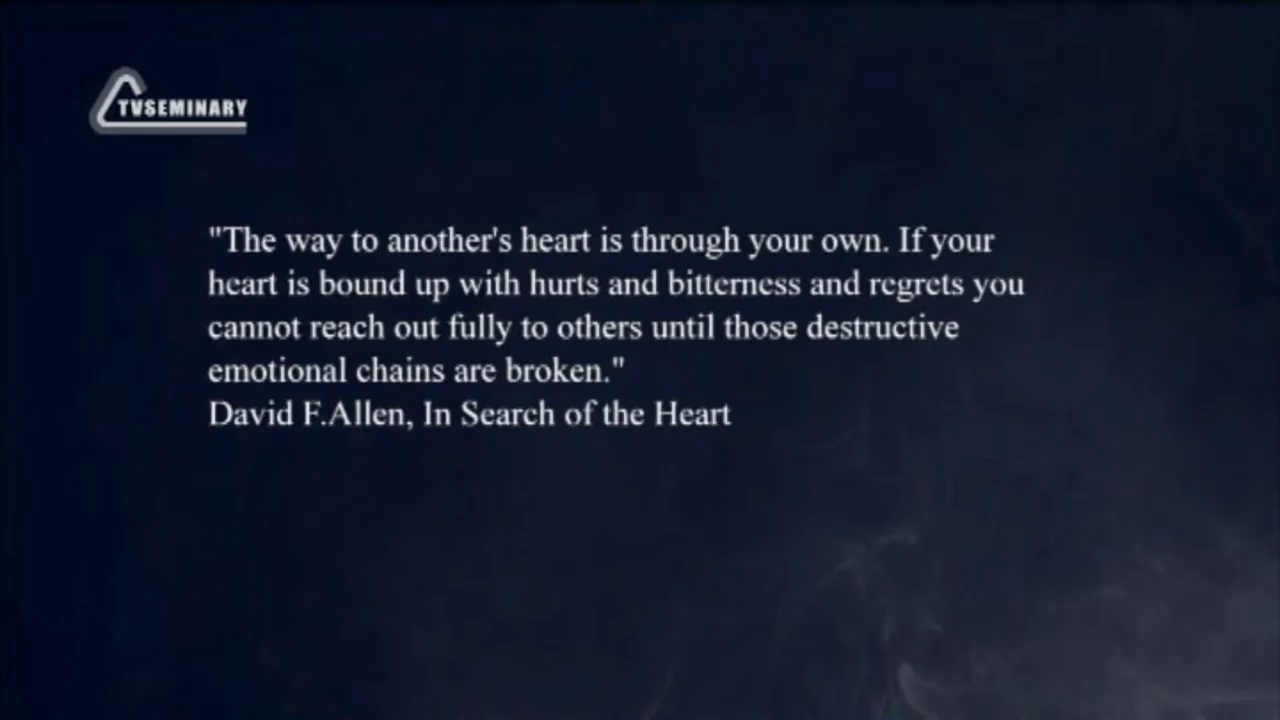 TVSEMINARY
"The way to another's heart is through your own. If your
heart is bound up with hurts and bitterness and regrets you
cannot reach out fully to others until those destructive
emotional chains are broken."
David F.Allen, In Search of the Heart